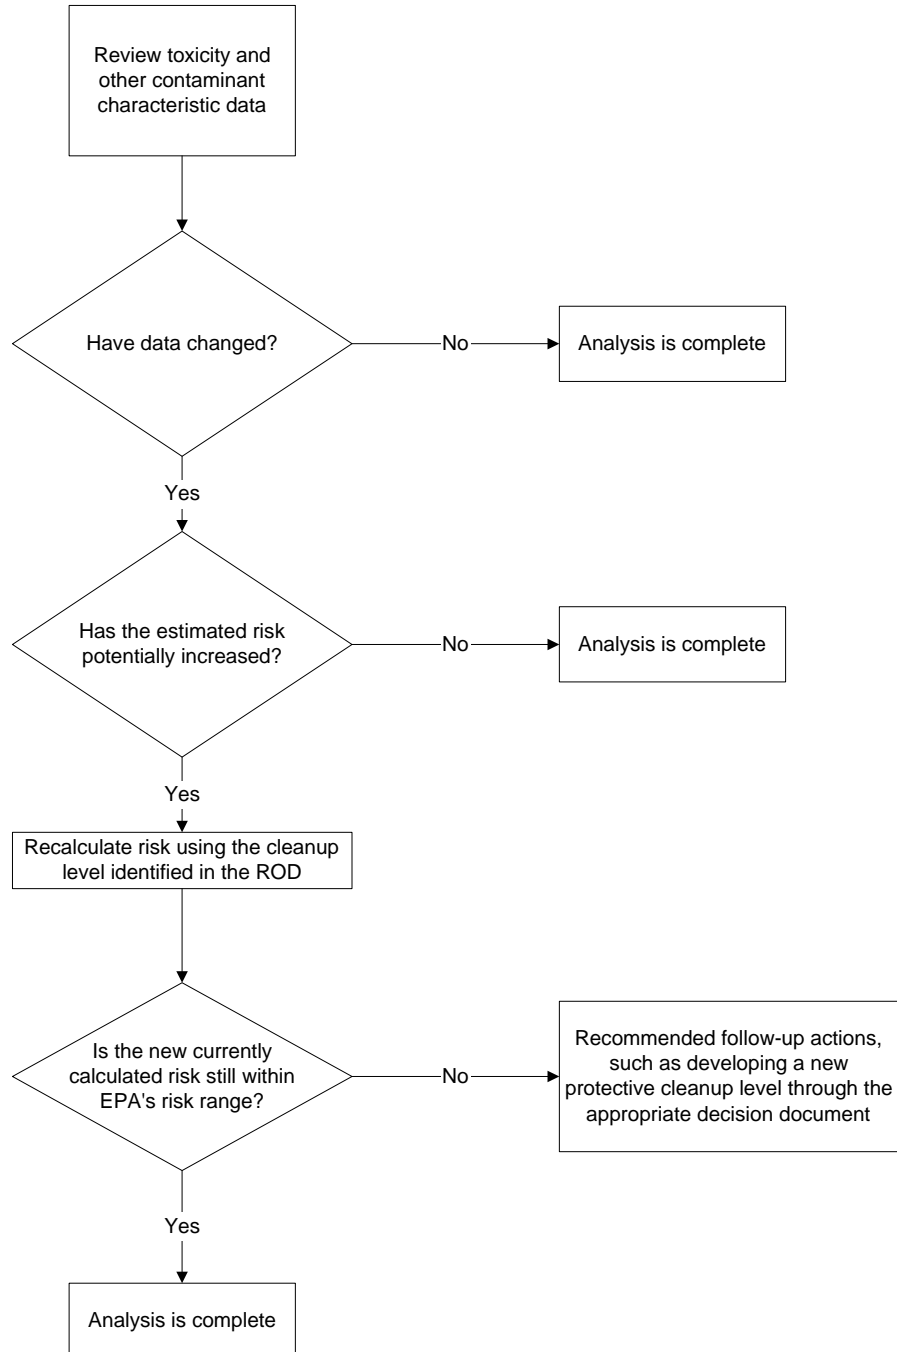 Review toxicity and
other contaminant
characteristic data
Have data changed?
No
Analysis is complete
Yes
Has the estimated risk
potentially increased?
No
Analysis is complete
Yes
Recalculate risk using the cleanup
level identified in the ROD
Is the new currently
calculated risk still within
EPA's risk range?
No
Recommended follow-up actions,
such as developing a new
protective cleanup level through the
appropriate decision document
Yes
Analysis is complete